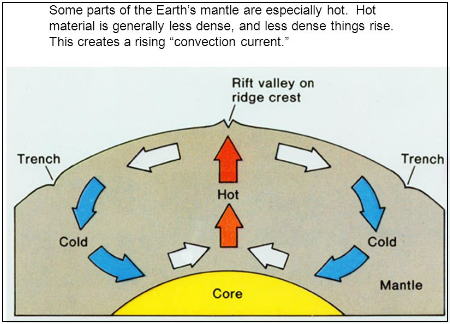 Some parts of the Earth's mantle are especially hot. Hot
material is generally less dense, and less dense things rise.
This creates a rising “convection current.”
Rift valley on
ridge crest
Trench
Trench
Hot
Cold
Cold
Mantle
Core